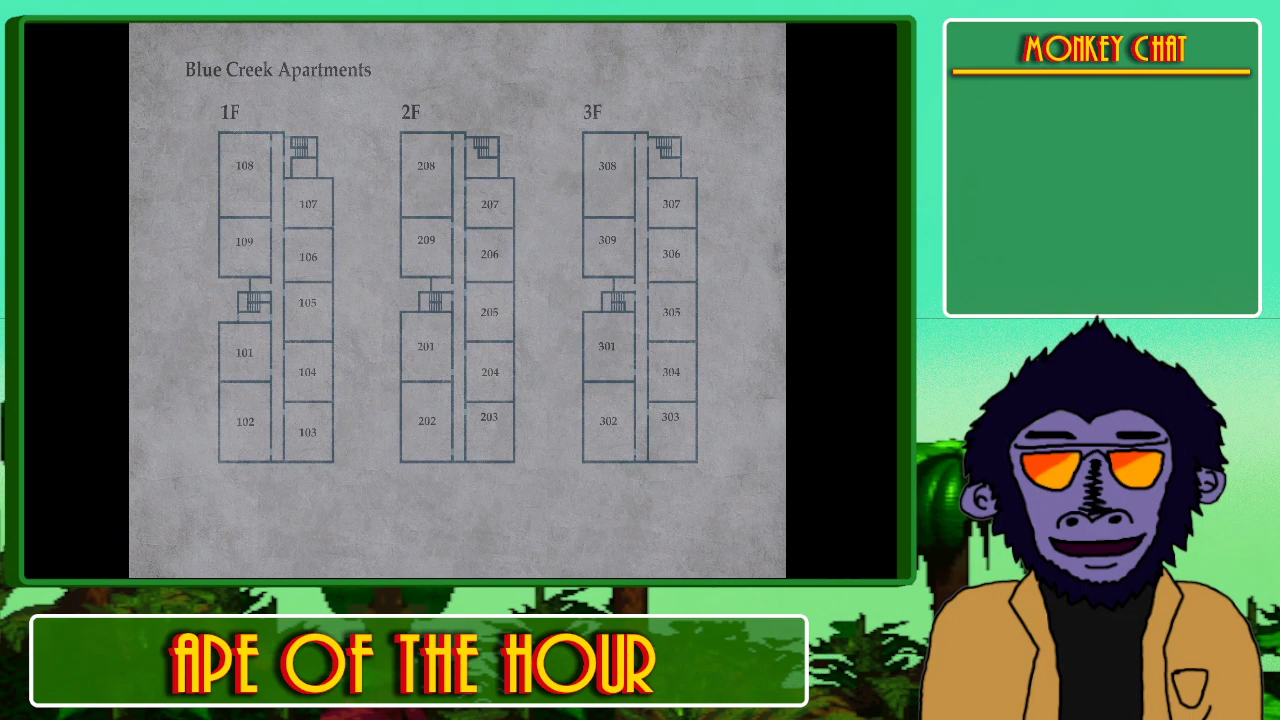 MONKEY CHAT
Blue Creek Apartments
1F 2F 3F
108 208 308
107 207 307
109 209 309
106 206 306
105 205 305
101 201 301
104 204 304
102 202 302
103 203 303
APE OF THE HOUR